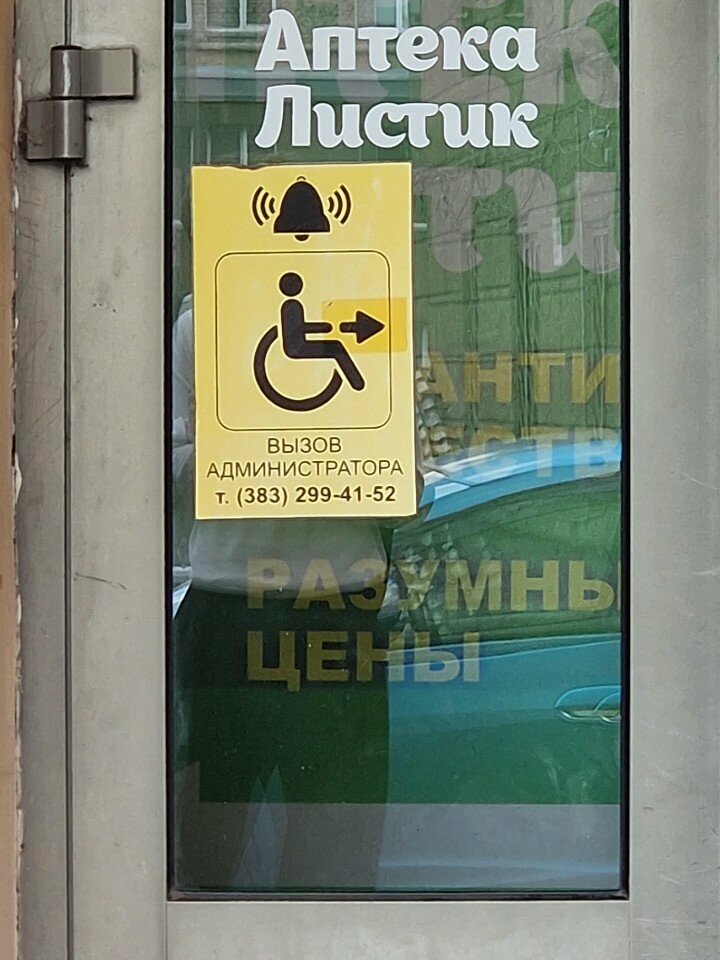 Аптека
Листик
ВЫЗОВ
АДМИНИСТРАТОРА
т. (383) 299-41-52
РАЗУМНЫ
ЦЕНЫ